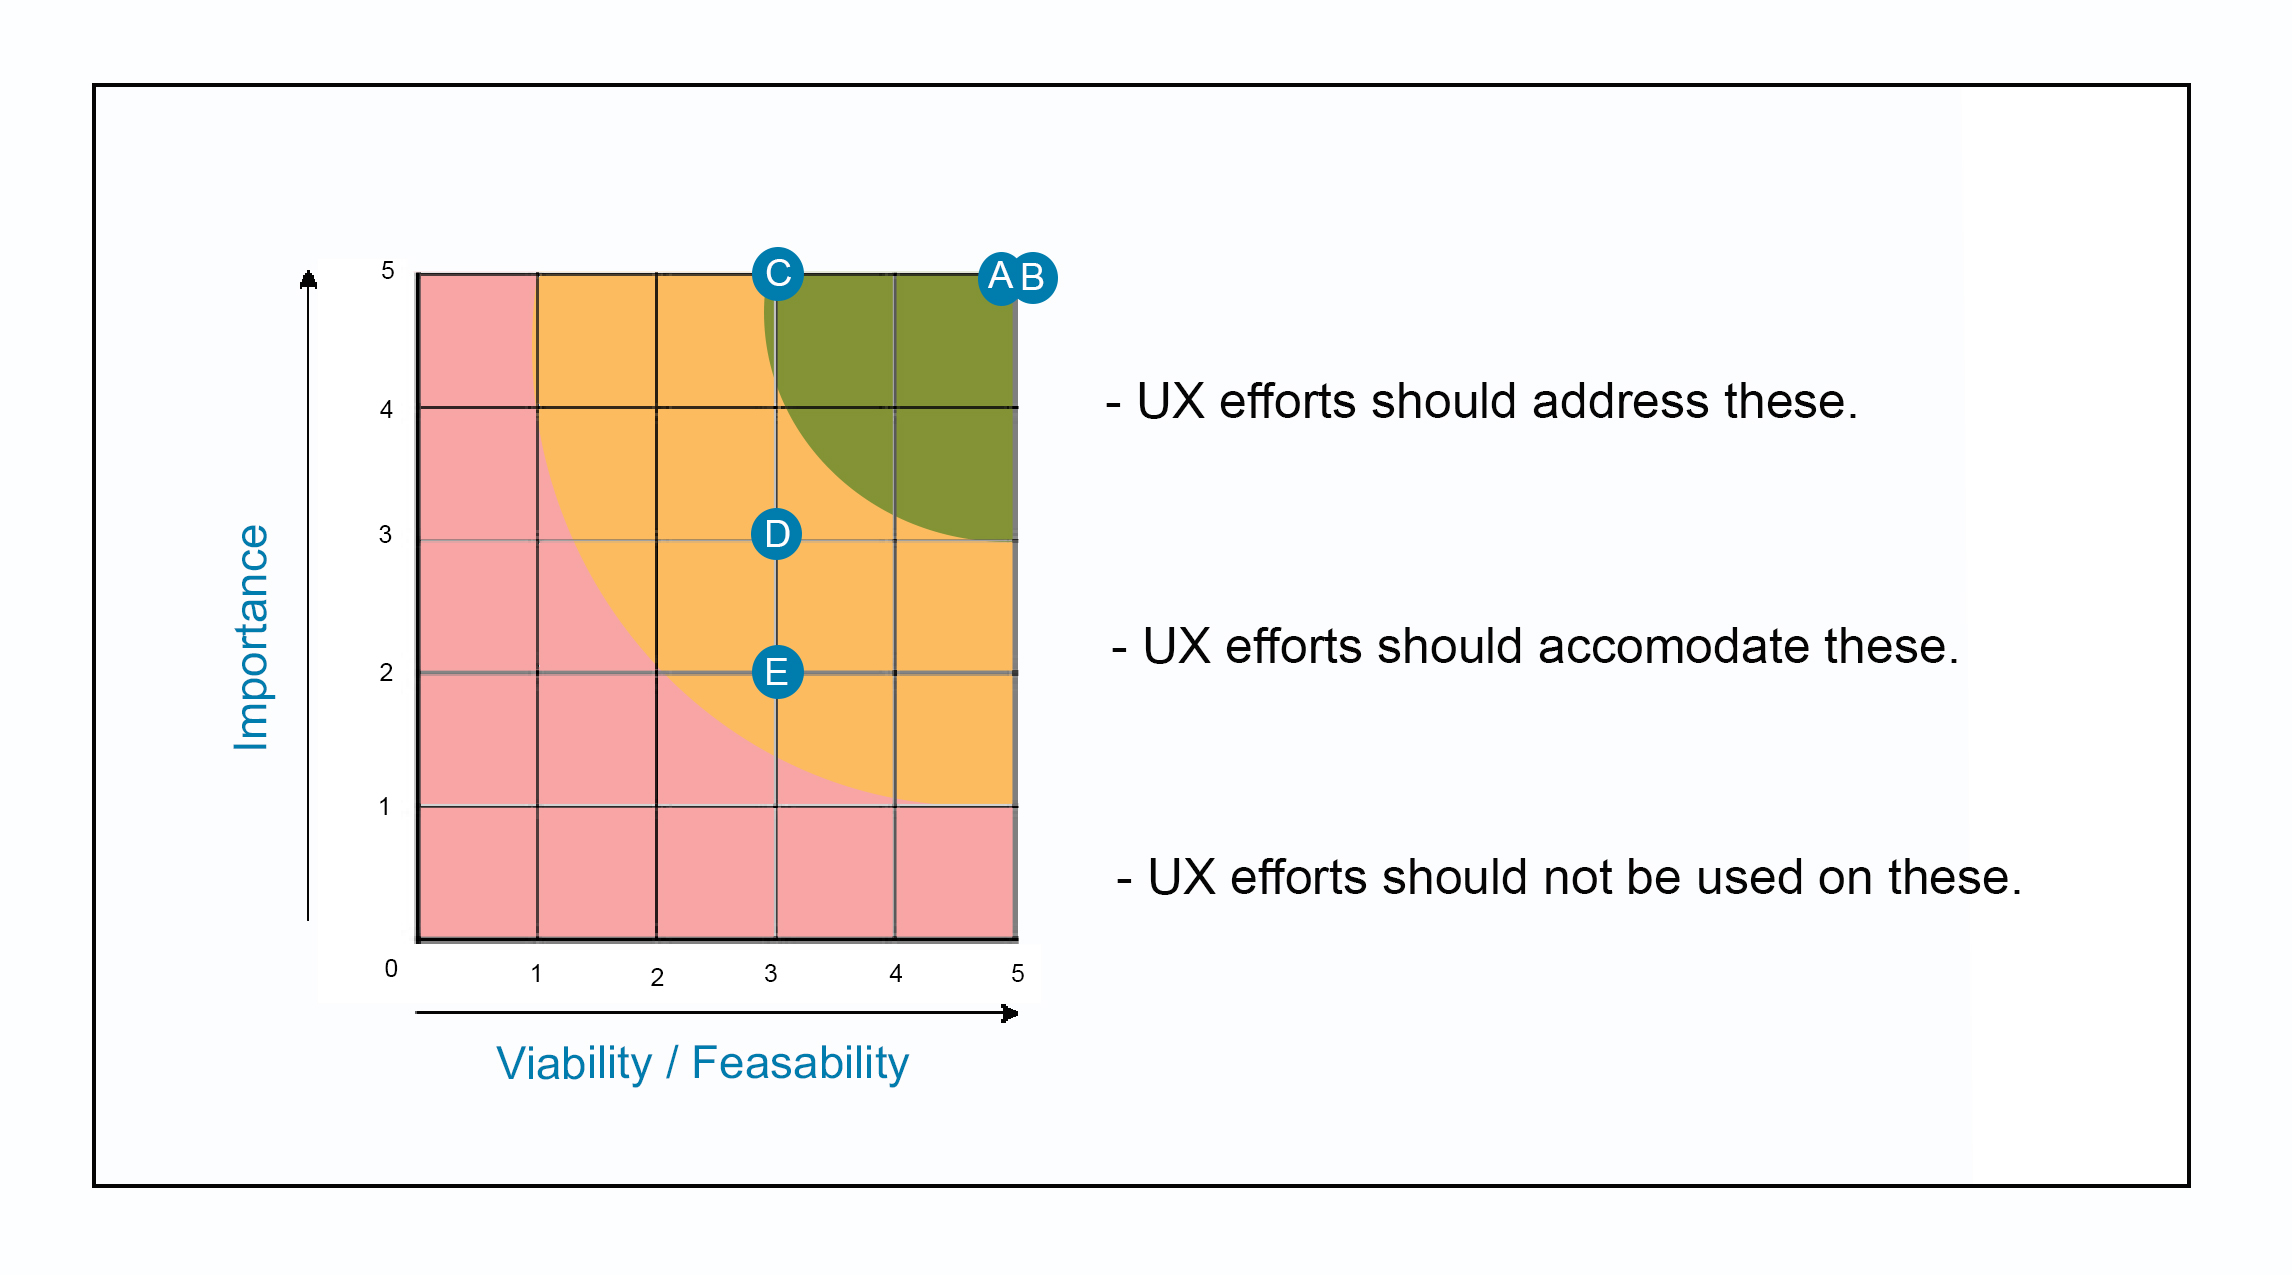 5
C
A B
4
- UX efforts should address these.
3
D
Importance
- UX efforts should accomodate these.
2
E
1
- UX efforts should not be used on these.
0
1
2
3
4
5
Viability / Feasability